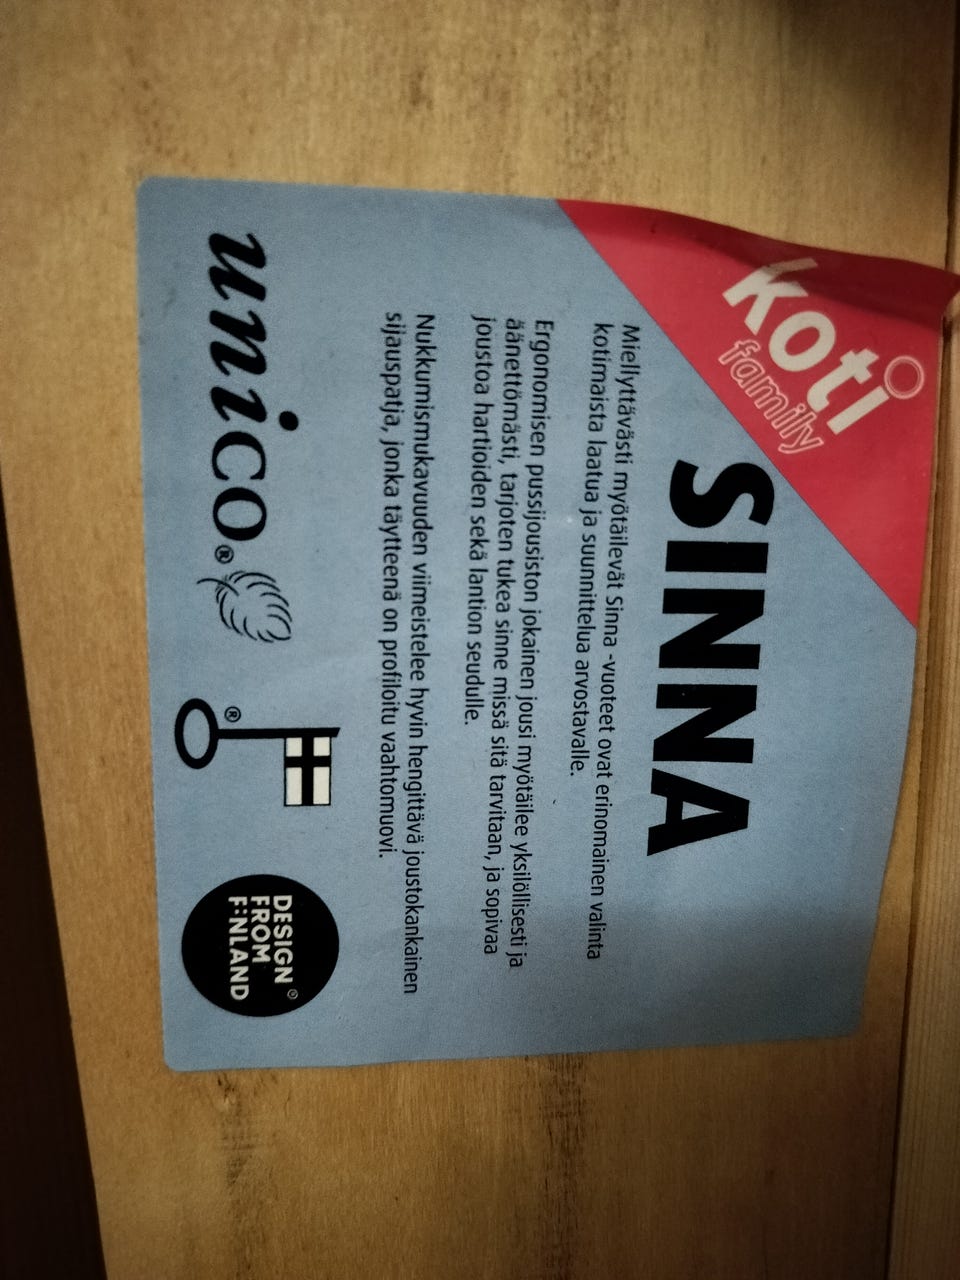 koti
family
SINNA
Miellyttävästi myötäilevät Sinna -vuoteet ovat erinomainen valinta
kotimaista laatua ja suunnittelua arvostavalle.
Ergonomisen pussijousiston jokainen jousi myötäilee yksilöllisesti ja
äänettömästi, tarjoten tukea sinne missä sitä tarvitaan, ja sopivaa
joustoa hartioiden sekä lantion seudulle.
Nukkumismukavuuden viimeistelee hyvin hengittävä joustokankainen
sijauspatja, jonka täytteenä on profiloitu vaahtomuovi.
unico®
®
DESIGN®
FROM
FINLAND